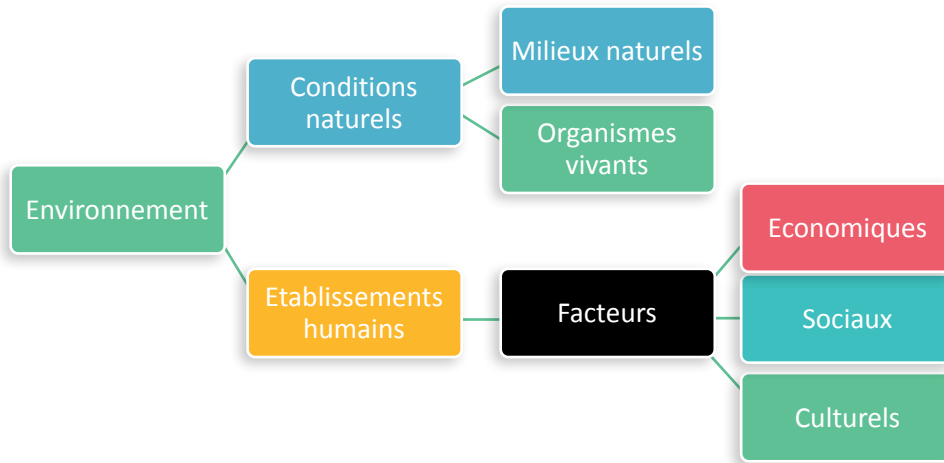 Environnement
Conditions
naturels
Milieux naturels
Organismes
vivants
Etablissements
humains
Facteurs
Economiques
Sociaux
Culturels